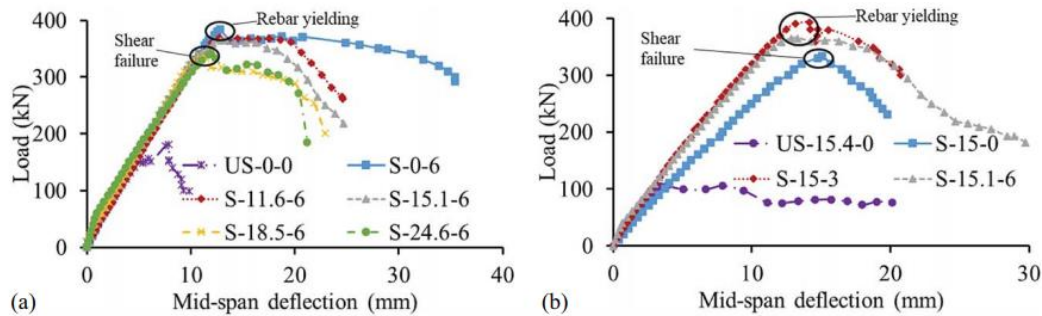 400
300
200
100
0
Load (kN)
Rebar yielding
Shear
failure
US-0-0
S-0-6
S-11.6-6
S-15.1-6
S-18.5-6
S-24.6-6
0 10 20 30 40
(a)
Mid-span deflection (mm)
400
300
200
100
0
Load (kN)
Rebar yielding
Shear
failure
US-15.4-0
S-15-0
S-15-3
S-15.1-6
0 10 20 30
(b)
Mid-span deflection (mm)